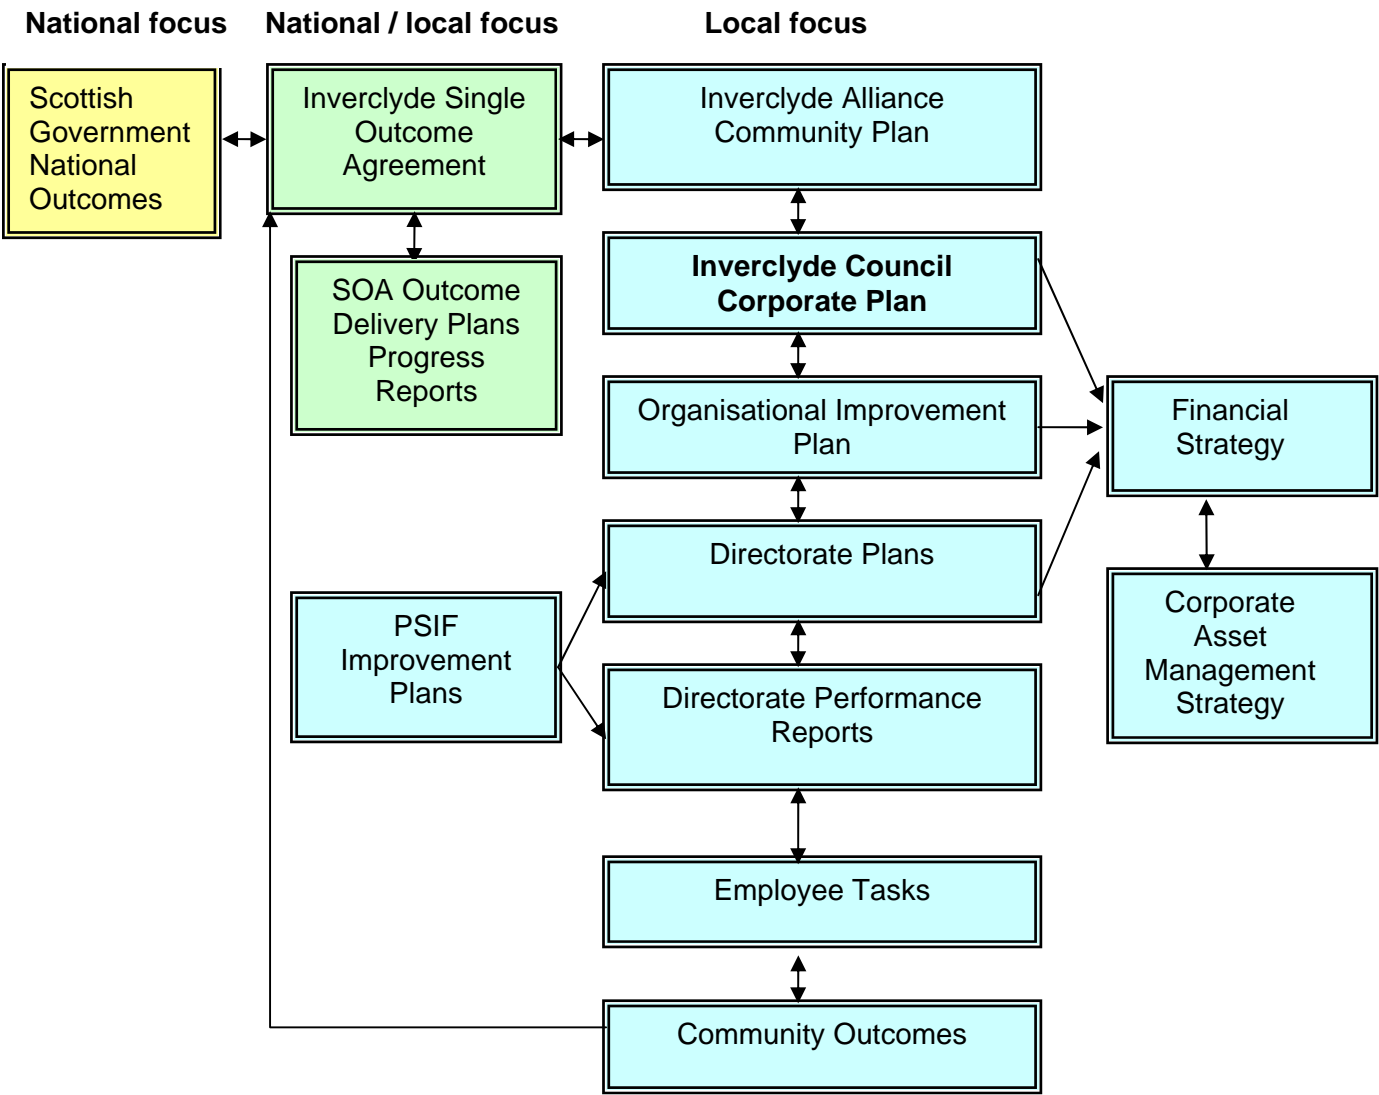 National focus
National / local focus
Local focus
Scottish
Government
National
Outcomes
Inverclyde Single
Outcome
Agreement
Inverclyde Alliance
Community Plan
SOA Outcome
Delivery Plans
Progress
Reports
Inverclyde Council
Corporate Plan
Organisational Improvement
Plan
Financial
Strategy
Directorate Plans
PSIF
Improvement
Plans
Corporate
Asset
Management
Strategy
Directorate Performance
Reports
Employee Tasks
Community Outcomes